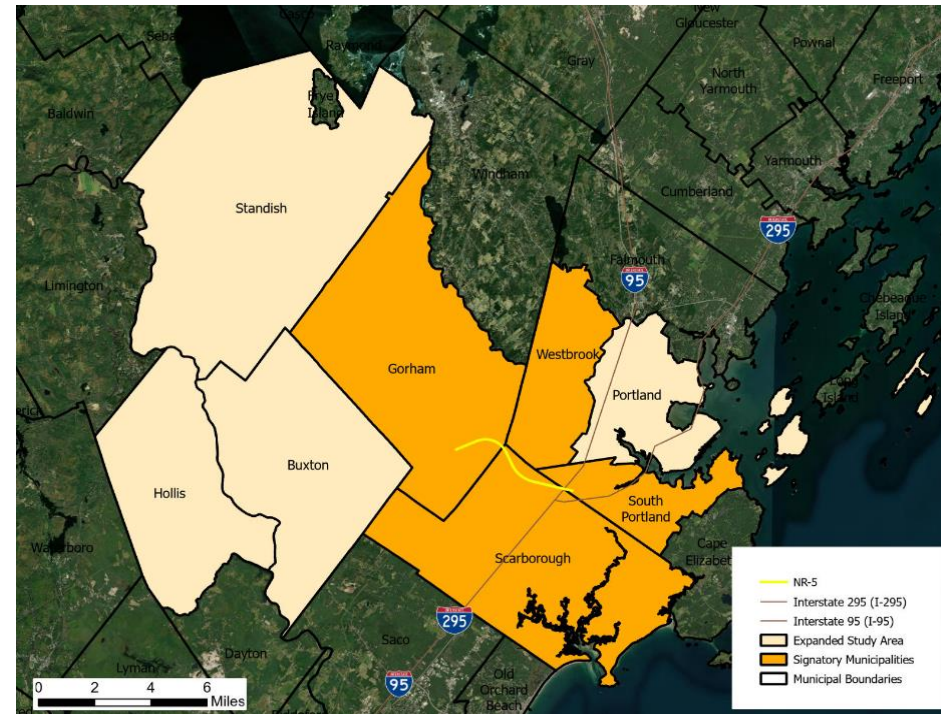 Seba
Casco
Raymond
Frye
Island
Baldwin
Standish
Windham
Gray
New
Gloucester
Pownal
North
Yarmouth
Freeport
Yarmouth
Cumberland
295
Falmouth
95
Chebeague
Island
Long
Island
Limington
Gorham
Westbrook
Portland
Buxton
Hollis
South
Portland
Scarborough
Cape
Elizabet
Waterboro
295
Saco
95
Lyman
Dayton
Old
Orchard
Beach
0 2 4 6
Miles
NR-5
Interstate 295 (I-295)
Interstate 95 (I-95)
Expanded Study Area
Signatory Municipalities
Municipal Boundaries